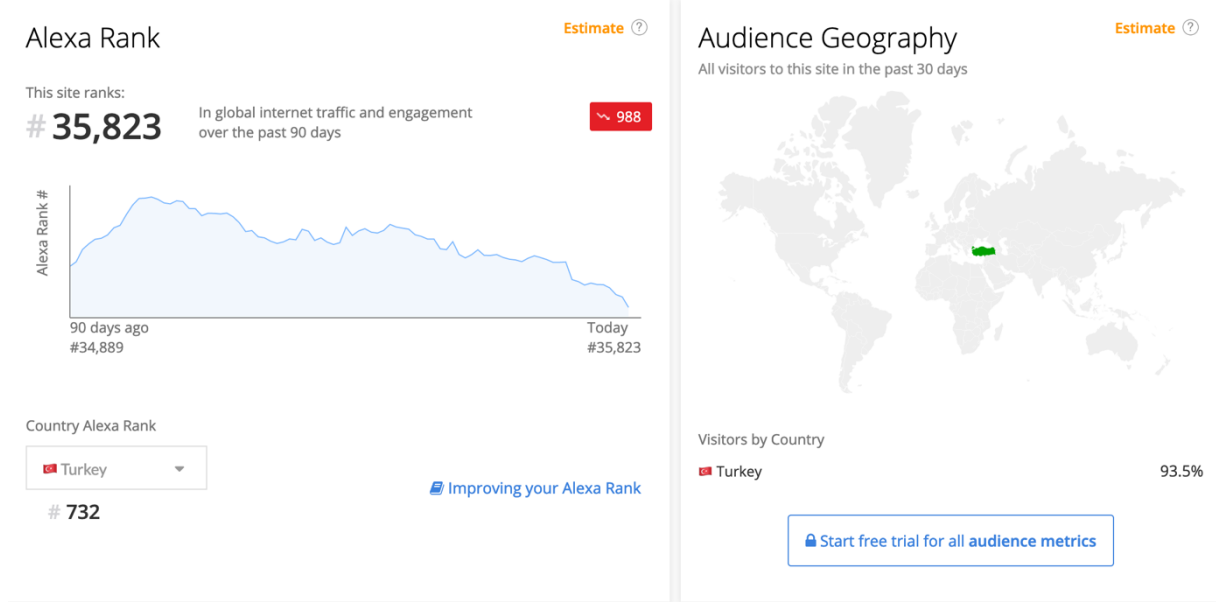 Alexa Rank
Estimate ?
This site ranks:
# 35,823
In global internet traffic and engagement
over the past 90 days
988
Alexa Rank #
90 days ago
#34,889
Today
#35,823
Country Alexa Rank
Turkey
# 732
Improving your Alexa Rank
Audience Geography
Estimate ?
All visitors to this site in the past 30 days
Visitors by Country
Turkey 93.5%
Start free trial for all audience metrics